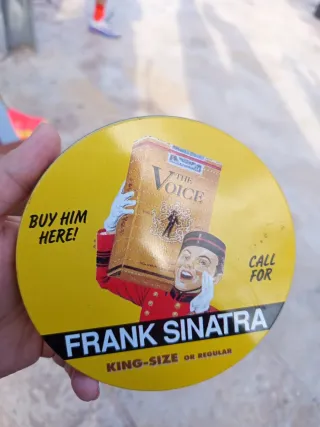 THE
VOICE
BUY HIM
HERE!
CALL
FOR
FRANK SINATRA
KING-SIZE OR REGULAR